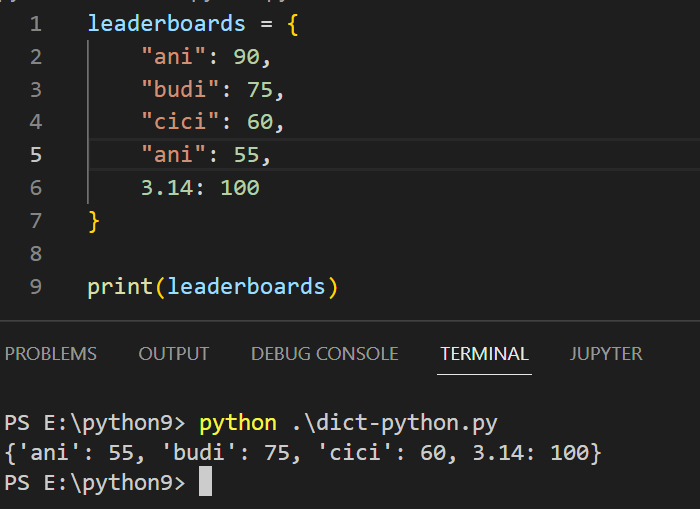 1 leaderboards = {
2     "ani": 90,
3     "budi": 75,
4     "cici": 60,
5     "ani": 55,
6     3.14: 100
7 }
8
9 print(leaderboards)
PROBLEMS OUTPUT DEBUG CONSOLE TERMINAL JUPYTER
PS E:\python9> python .\dict-python.py
{'ani': 55, 'budi': 75, 'cici': 60, 3.14: 100}
PS E:\python9>